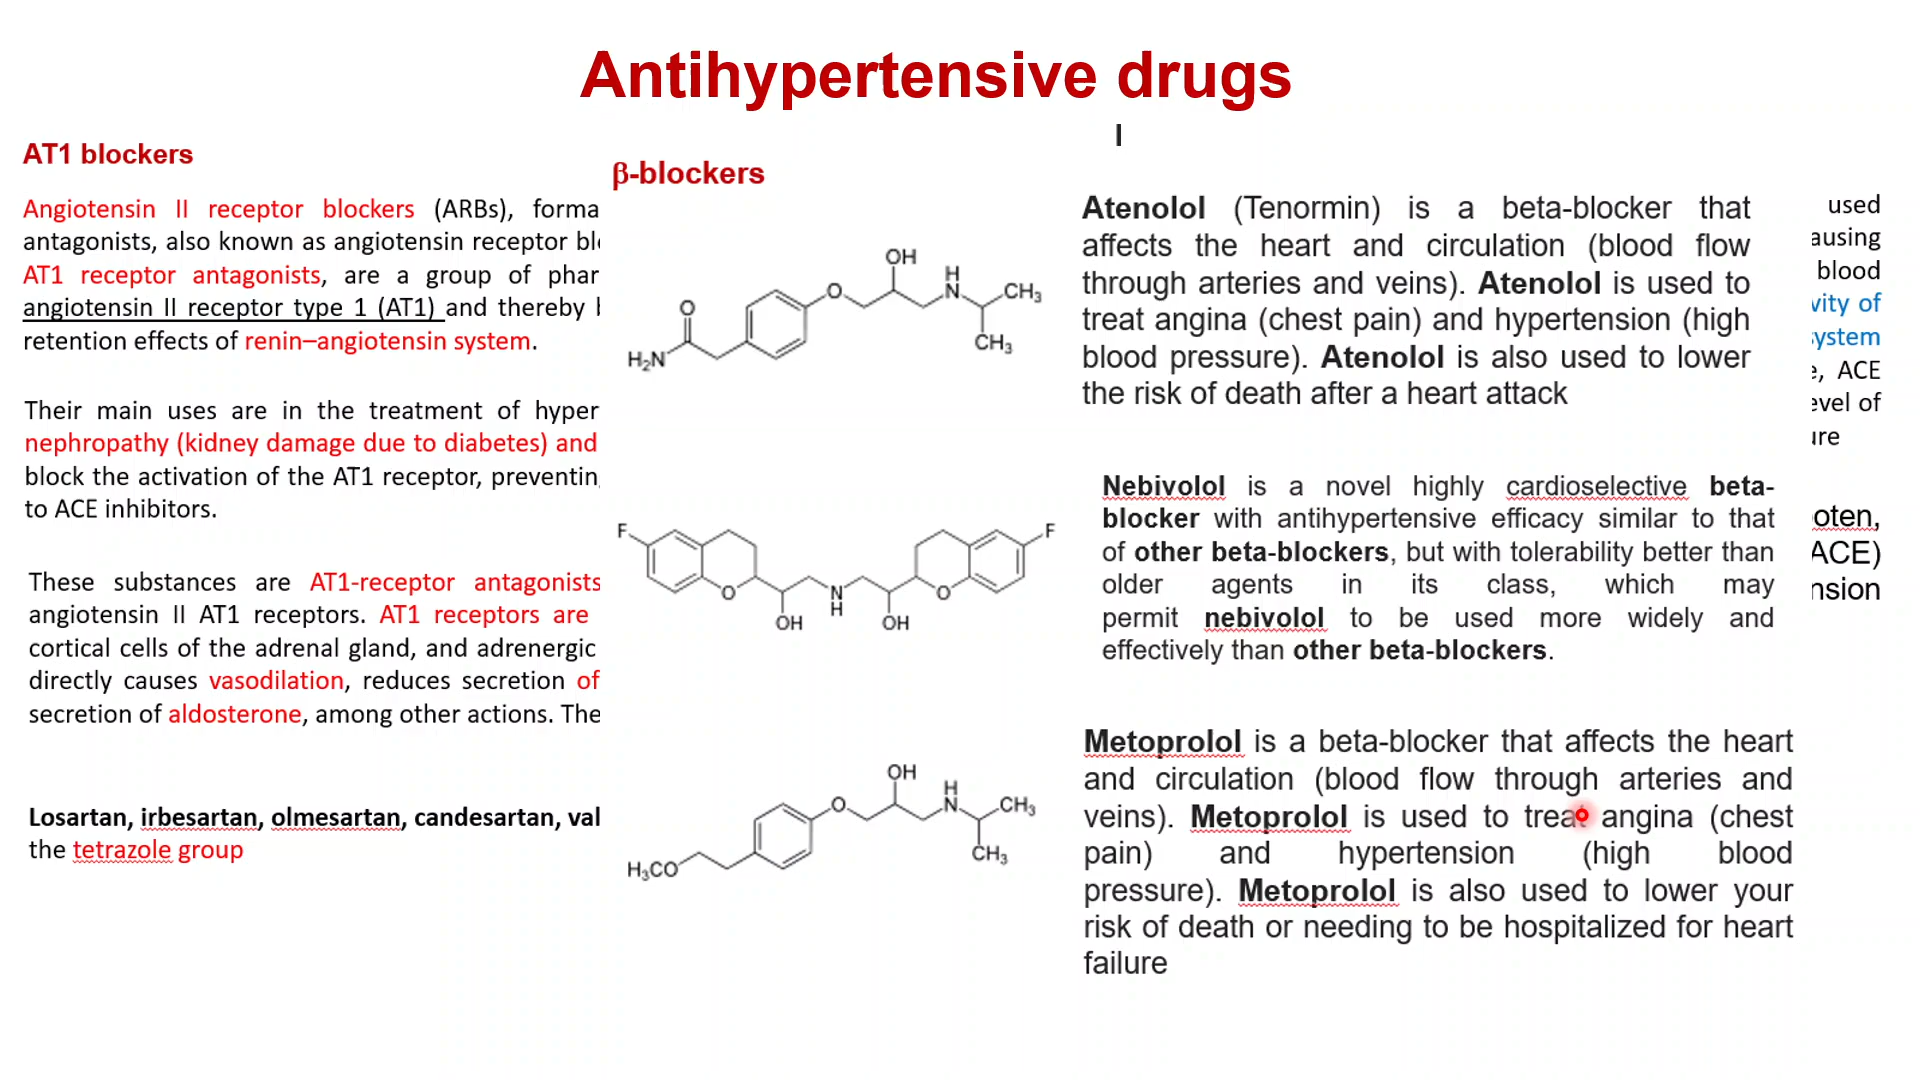 Antihypertensive drugs
AT1 blockers
Angiotensin II receptor blockers (ARBs),
antagonists, also known as angiotensin receptor
AT1 receptor antagonists, are a group of
angiotensin II receptor type 1 (AT1) and thereby
retention effects of renin–angiotensin system.
Their main uses are in the treatment of
nephropathy (kidney damage due to diabetes) and
block the activation of the AT1 receptor,
to ACE inhibitors.
These substances are AT1-receptor antagonists
angiotensin II AT1 receptors. AT1 receptors are
cortical cells of the adrenal gland, and adrenergic
directly causes vasodilation, reduces secretion of
secretion of aldosterone, among other actions. The
Losartan, irbesartan, olmesartan, candesartan,
the tetrazole group
β-blockers
OH
H
N
CH3
CH3
O
O
H2N
F
F
O
O
N
H
OH
OH
OH
H
N
CH3
CH3
O
H3CO
Atenolol (Tenormin) is a beta-blocker that
affects the heart and circulation (blood flow
through arteries and veins). Atenolol is used to
treat angina (chest pain) and hypertension (high
blood pressure). Atenolol is also used to lower
the risk of death after a heart attack
Nebivolol is a novel highly cardioselective beta-
blocker with antihypertensive efficacy similar to that
of other beta-blockers, but with tolerability better than
older agents in its class, which may
permit nebivolol to be used more widely and
effectively than other beta-blockers.
Metoprolol is a beta-blocker that affects the heart
and circulation (blood flow through arteries and
veins). Metoprolol is used to treat angina (chest
pain) and hypertension (high blood
pressure). Metoprolol is also used to lower your
risk of death or needing to be hospitalized for heart
failure
used
blood
of
ACE
of
ACE)